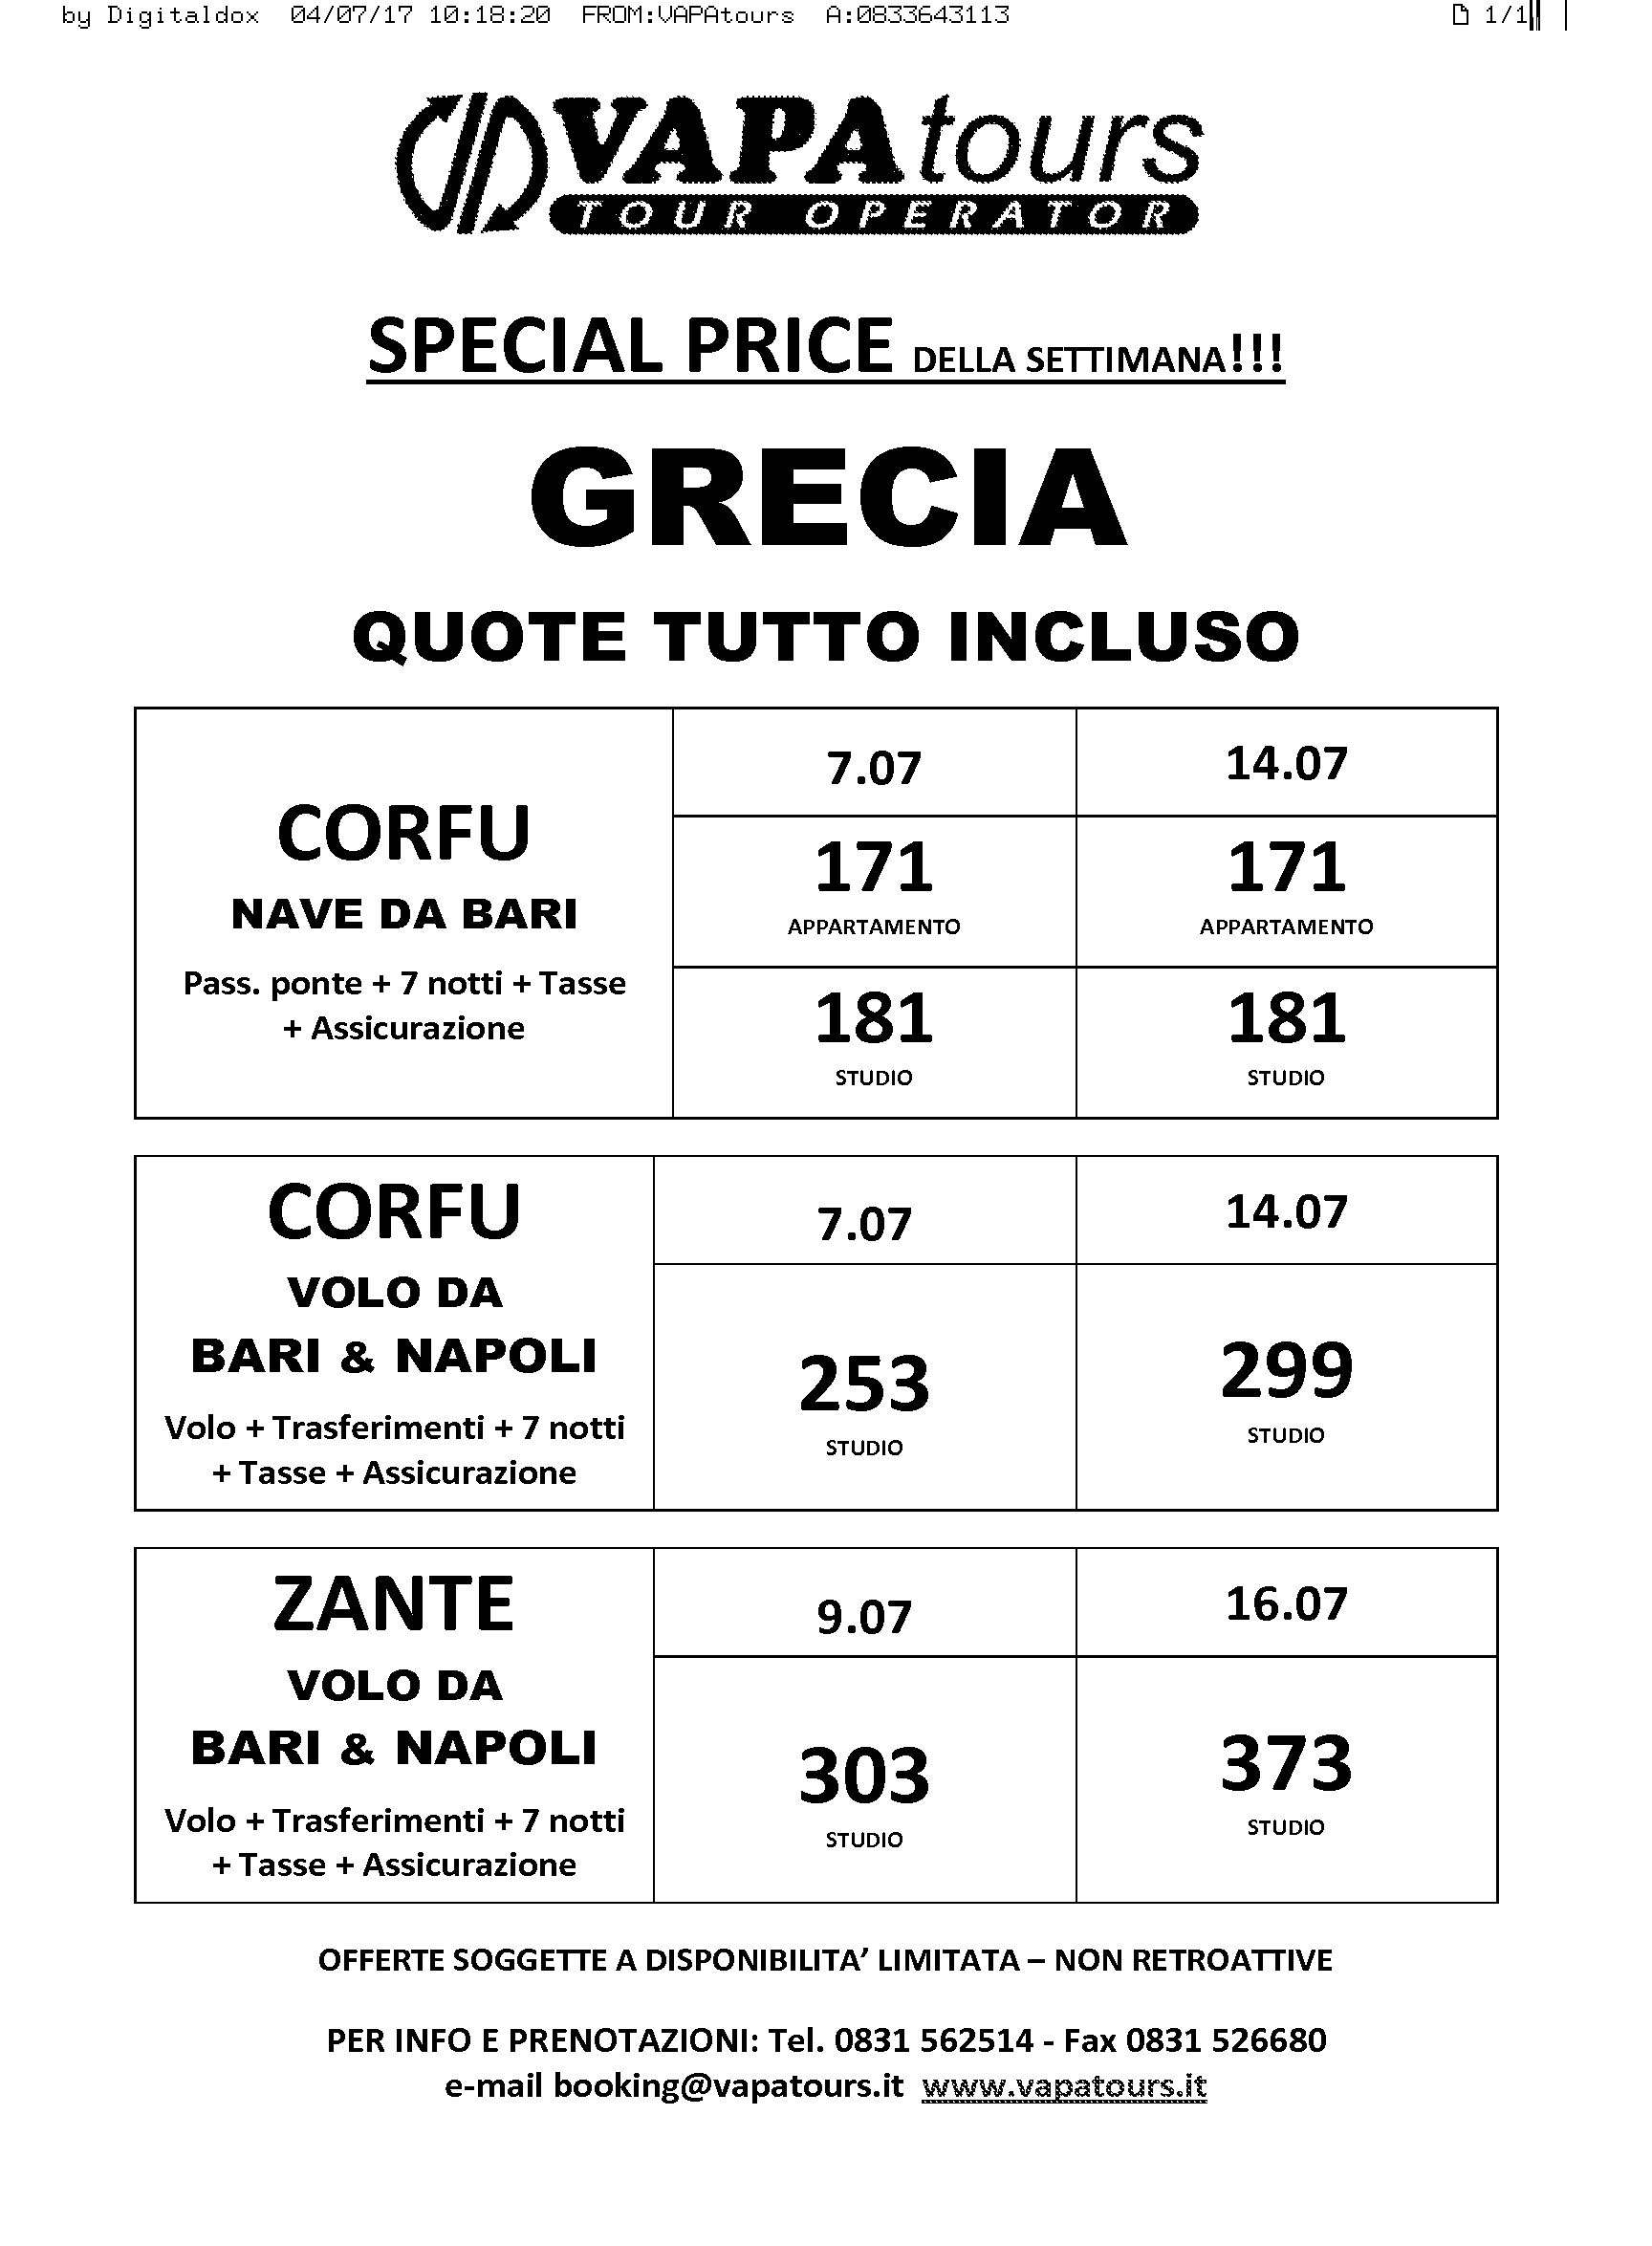 by Digitaldox 04/07/17 10:18:20 FROM:VAPAtours A:0833643113 1/1
VAPA tours
TOUR OPERATOR
SPECIAL PRICE DELLA SETTIMANA!!!
GRECIA
QUOTE TUTTO INCLUSO
CORFU
NAVE DA BARI
Pass. ponte + 7 notti + Tasse
+ Assicurazione
7.07
14.07
171
APPARTAMENTO
171
APPARTAMENTO
181
STUDIO
181
STUDIO
CORFU
VOLO DA
BARI & NAPOLI
Volo + Trasferimenti + 7 notti
+ Tasse + Assicurazione
7.07
14.07
253
STUDIO
299
STUDIO
ZANTE
VOLO DA
BARI & NAPOLI
Volo + Trasferimenti + 7 notti
+ Tasse + Assicurazione
9.07
16.07
303
STUDIO
373
STUDIO
OFFERTE SOGGETTE A DISPONIBILITA’ LIMITATA – NON RETROATTIVE
PER INFO E PRENOTAZIONI: Tel. 0831 562514 - Fax 0831 526680
e-mail booking@vapatours.it www.vapatours.it